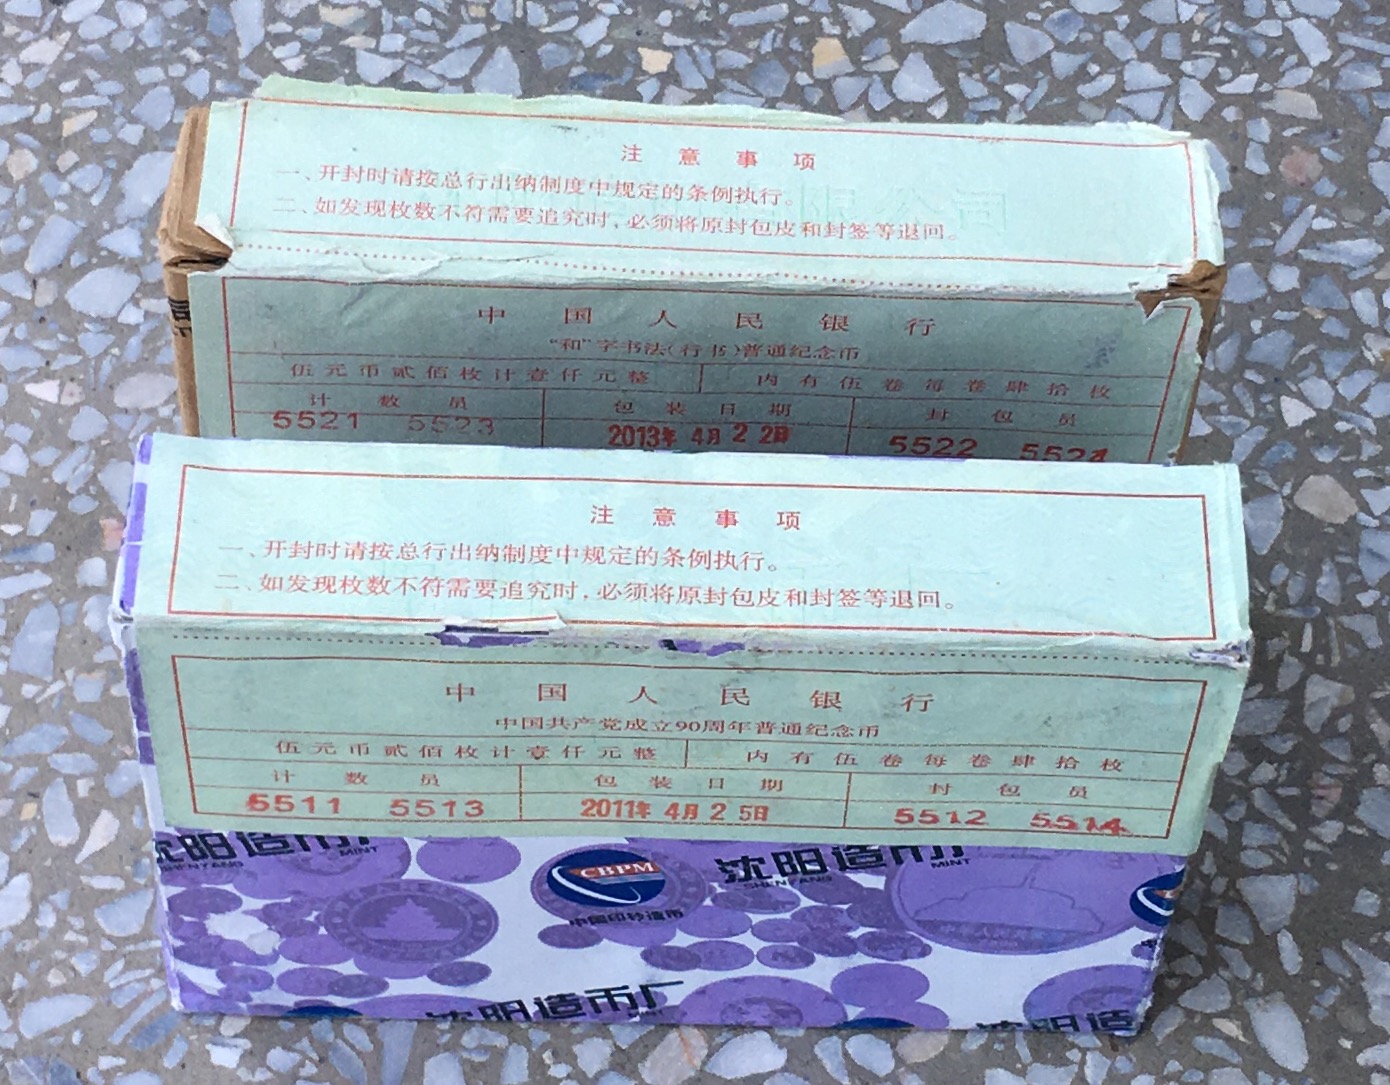 注意事项
一、开封时请按总行出纳制度中规定的条例执行。
二、如发现枚数不符需要追究时，必须将原封包皮和封签等退回。
限公司
中国人民银行
“和”字书法(行书)普通纪念币
伍元币贰佰枚计壹仟元整 内有伍卷每卷肆拾枚
计数员 包装日期 封包员
5521 5523 2013年 4月 2 2日 5522 5524
注意事项
一、开封时请按总行出纳制度中规定的条例执行。
二、如发现枚数不符需要追究时，必须将原封包皮和封签等退回。
中国人民银行
中国共产党成立90周年普通纪念币
伍元币贰佰枚计壹仟元整 内有伍卷每卷肆拾枚
计数员 包装日期 封包员
5511 5513 2011年 4月 2 5日 5512 5514
沈阳造币厂 CBPM 沈阳造币厂
SHENYANG MINT 中国印钞造币 SHENYANG MINT
沈阳造币厂 沈阳造